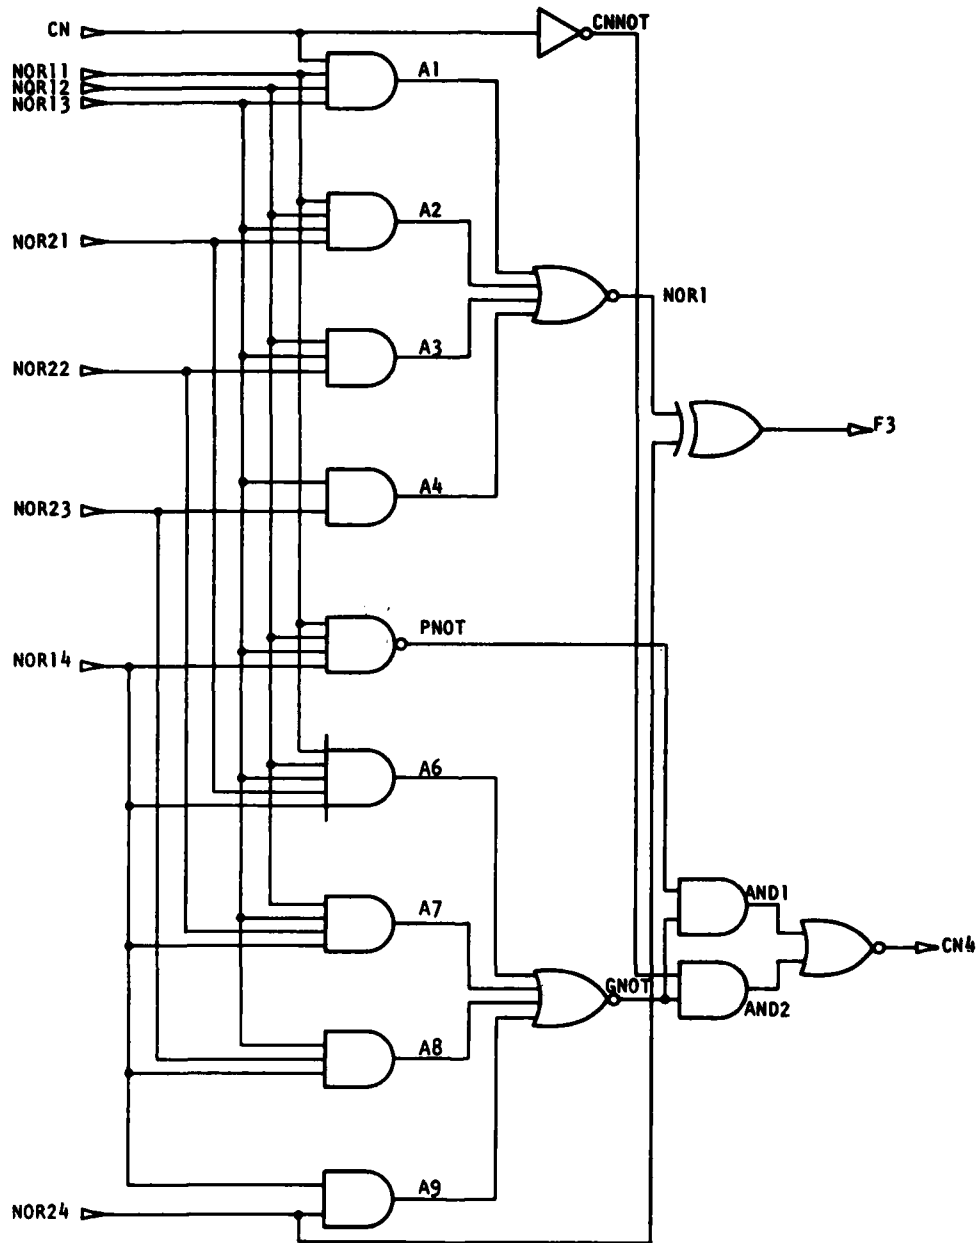 CN
CNNOT
NOR11
NOR12
NOR13
A1
A2
NOR21
NOR1
A3
NOR22
F3
A4
NOR23
PNOT
NOR14
A6
AND1
A7
CN4
GNOT
AND2
A8
A9
NOR24